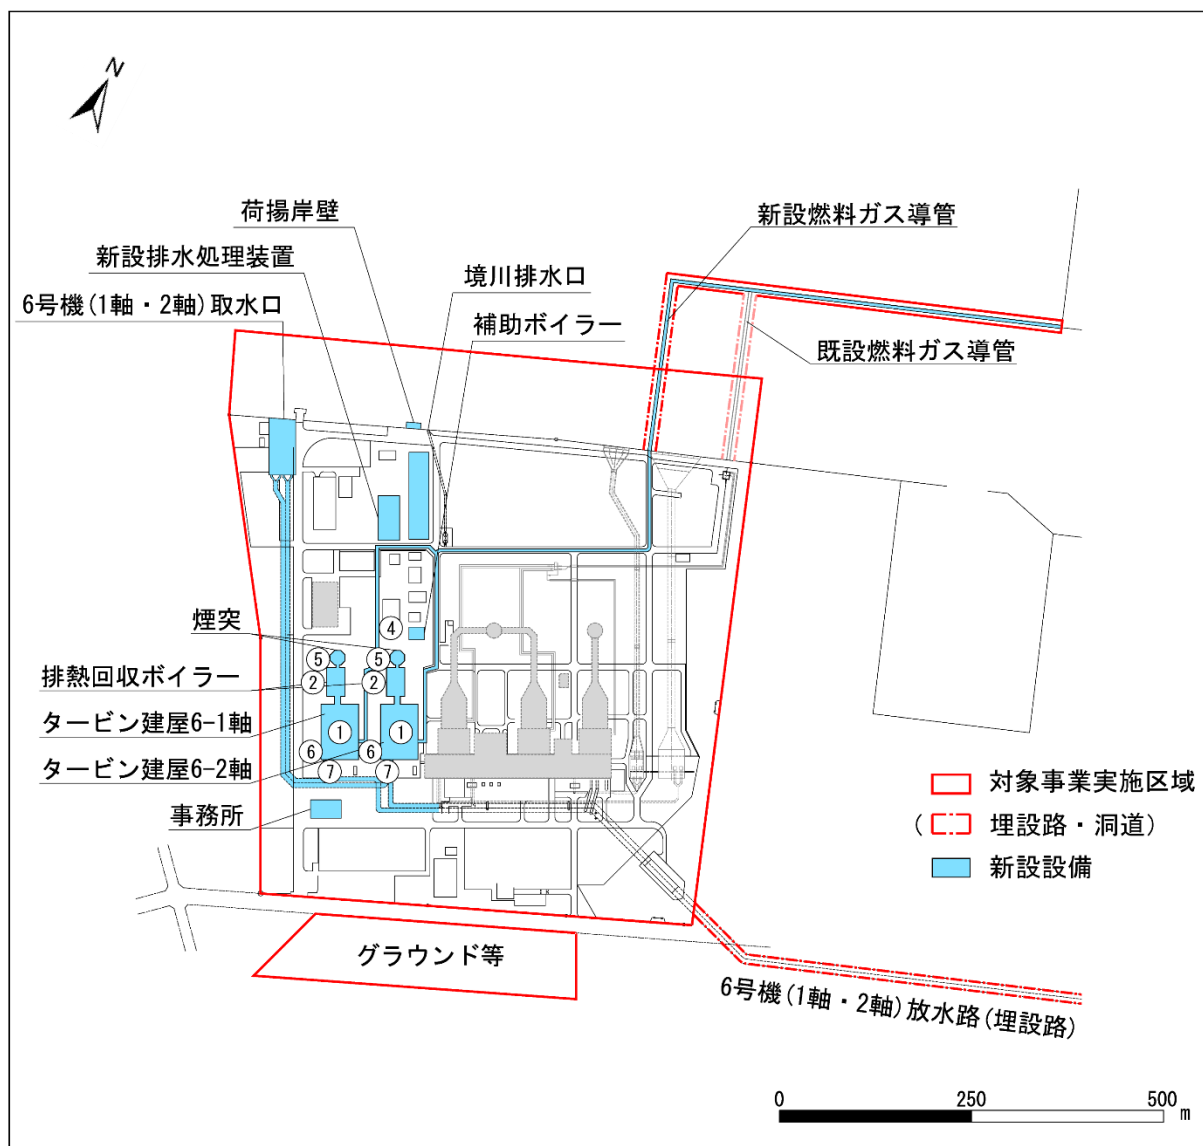 N
荷揚岸壁
新設燃料ガス導管
新設排水処理装置
境川排水口
6号機(1軸・2軸)取水口
補助ボイラー
既設燃料ガス導管
煙突
④
⑤
⑤
排熱回収ボイラー
②
②
タービン建屋6-1軸
①
①
⑥
⑥
タービン建屋6-2軸
⑦
⑦
事務所
対象事業実施区域
( 埋設路・洞道)
新設設備
グラウンド等
6号機(1軸・2軸)放水路(埋設路)
0 250 500 m